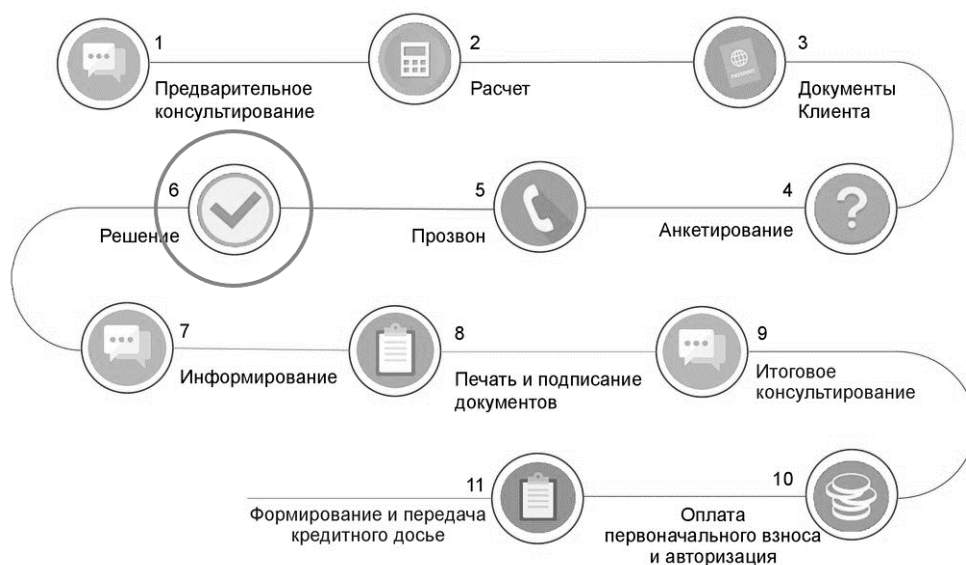 1
Предварительное
консультирование
2
Расчет
3
Документы
Клиента
4
Анкетирование
5
Прозвон
6
Решение
7
Информирование
8
Печать и подписание
документов
9
Итоговое
консультирование
10
Оплата
первоначального взноса
и авторизация
11
Формирование и передача
кредитного досье